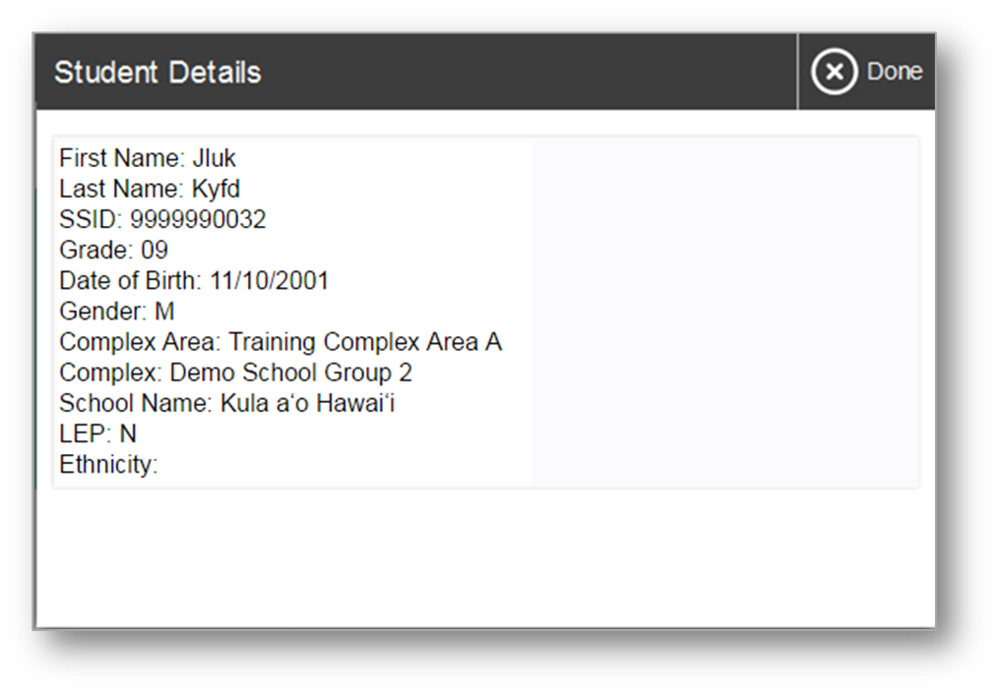 Student Details
Done
First Name: Jluk
Last Name: Kyfd
SSID: 9999990032
Grade: 09
Date of Birth: 11/10/2001
Gender: M
Complex Area: Training Complex Area A
Complex: Demo School Group 2
School Name: Kula a‘o Hawai‘i
LEP: N
Ethnicity: